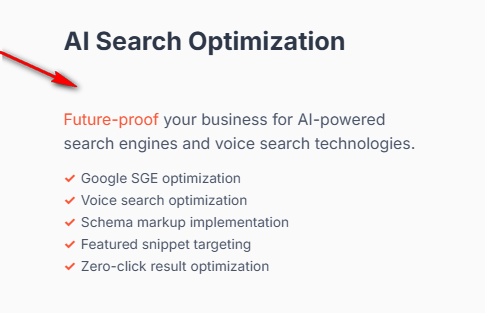 AI Search Optimization
Future-proof your business for AI-powered
search engines and voice search technologies.
Google SGE optimization
Voice search optimization
Schema markup implementation
Featured snippet targeting
Zero-click result optimization